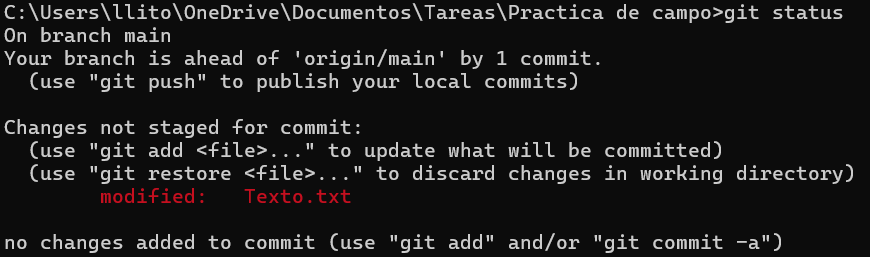 C:\Users\llito\OneDrive\Documentos\Tareas\Practica de campo>git status
On branch main
Your branch is ahead of 'origin/main' by 1 commit.
  (use "git push" to publish your local commits)

Changes not staged for commit:
  (use "git add <file>..." to update what will be committed)
  (use "git restore <file>..." to discard changes in working directory)
        modified:   Texto.txt

no changes added to commit (use "git add" and/or "git commit -a")